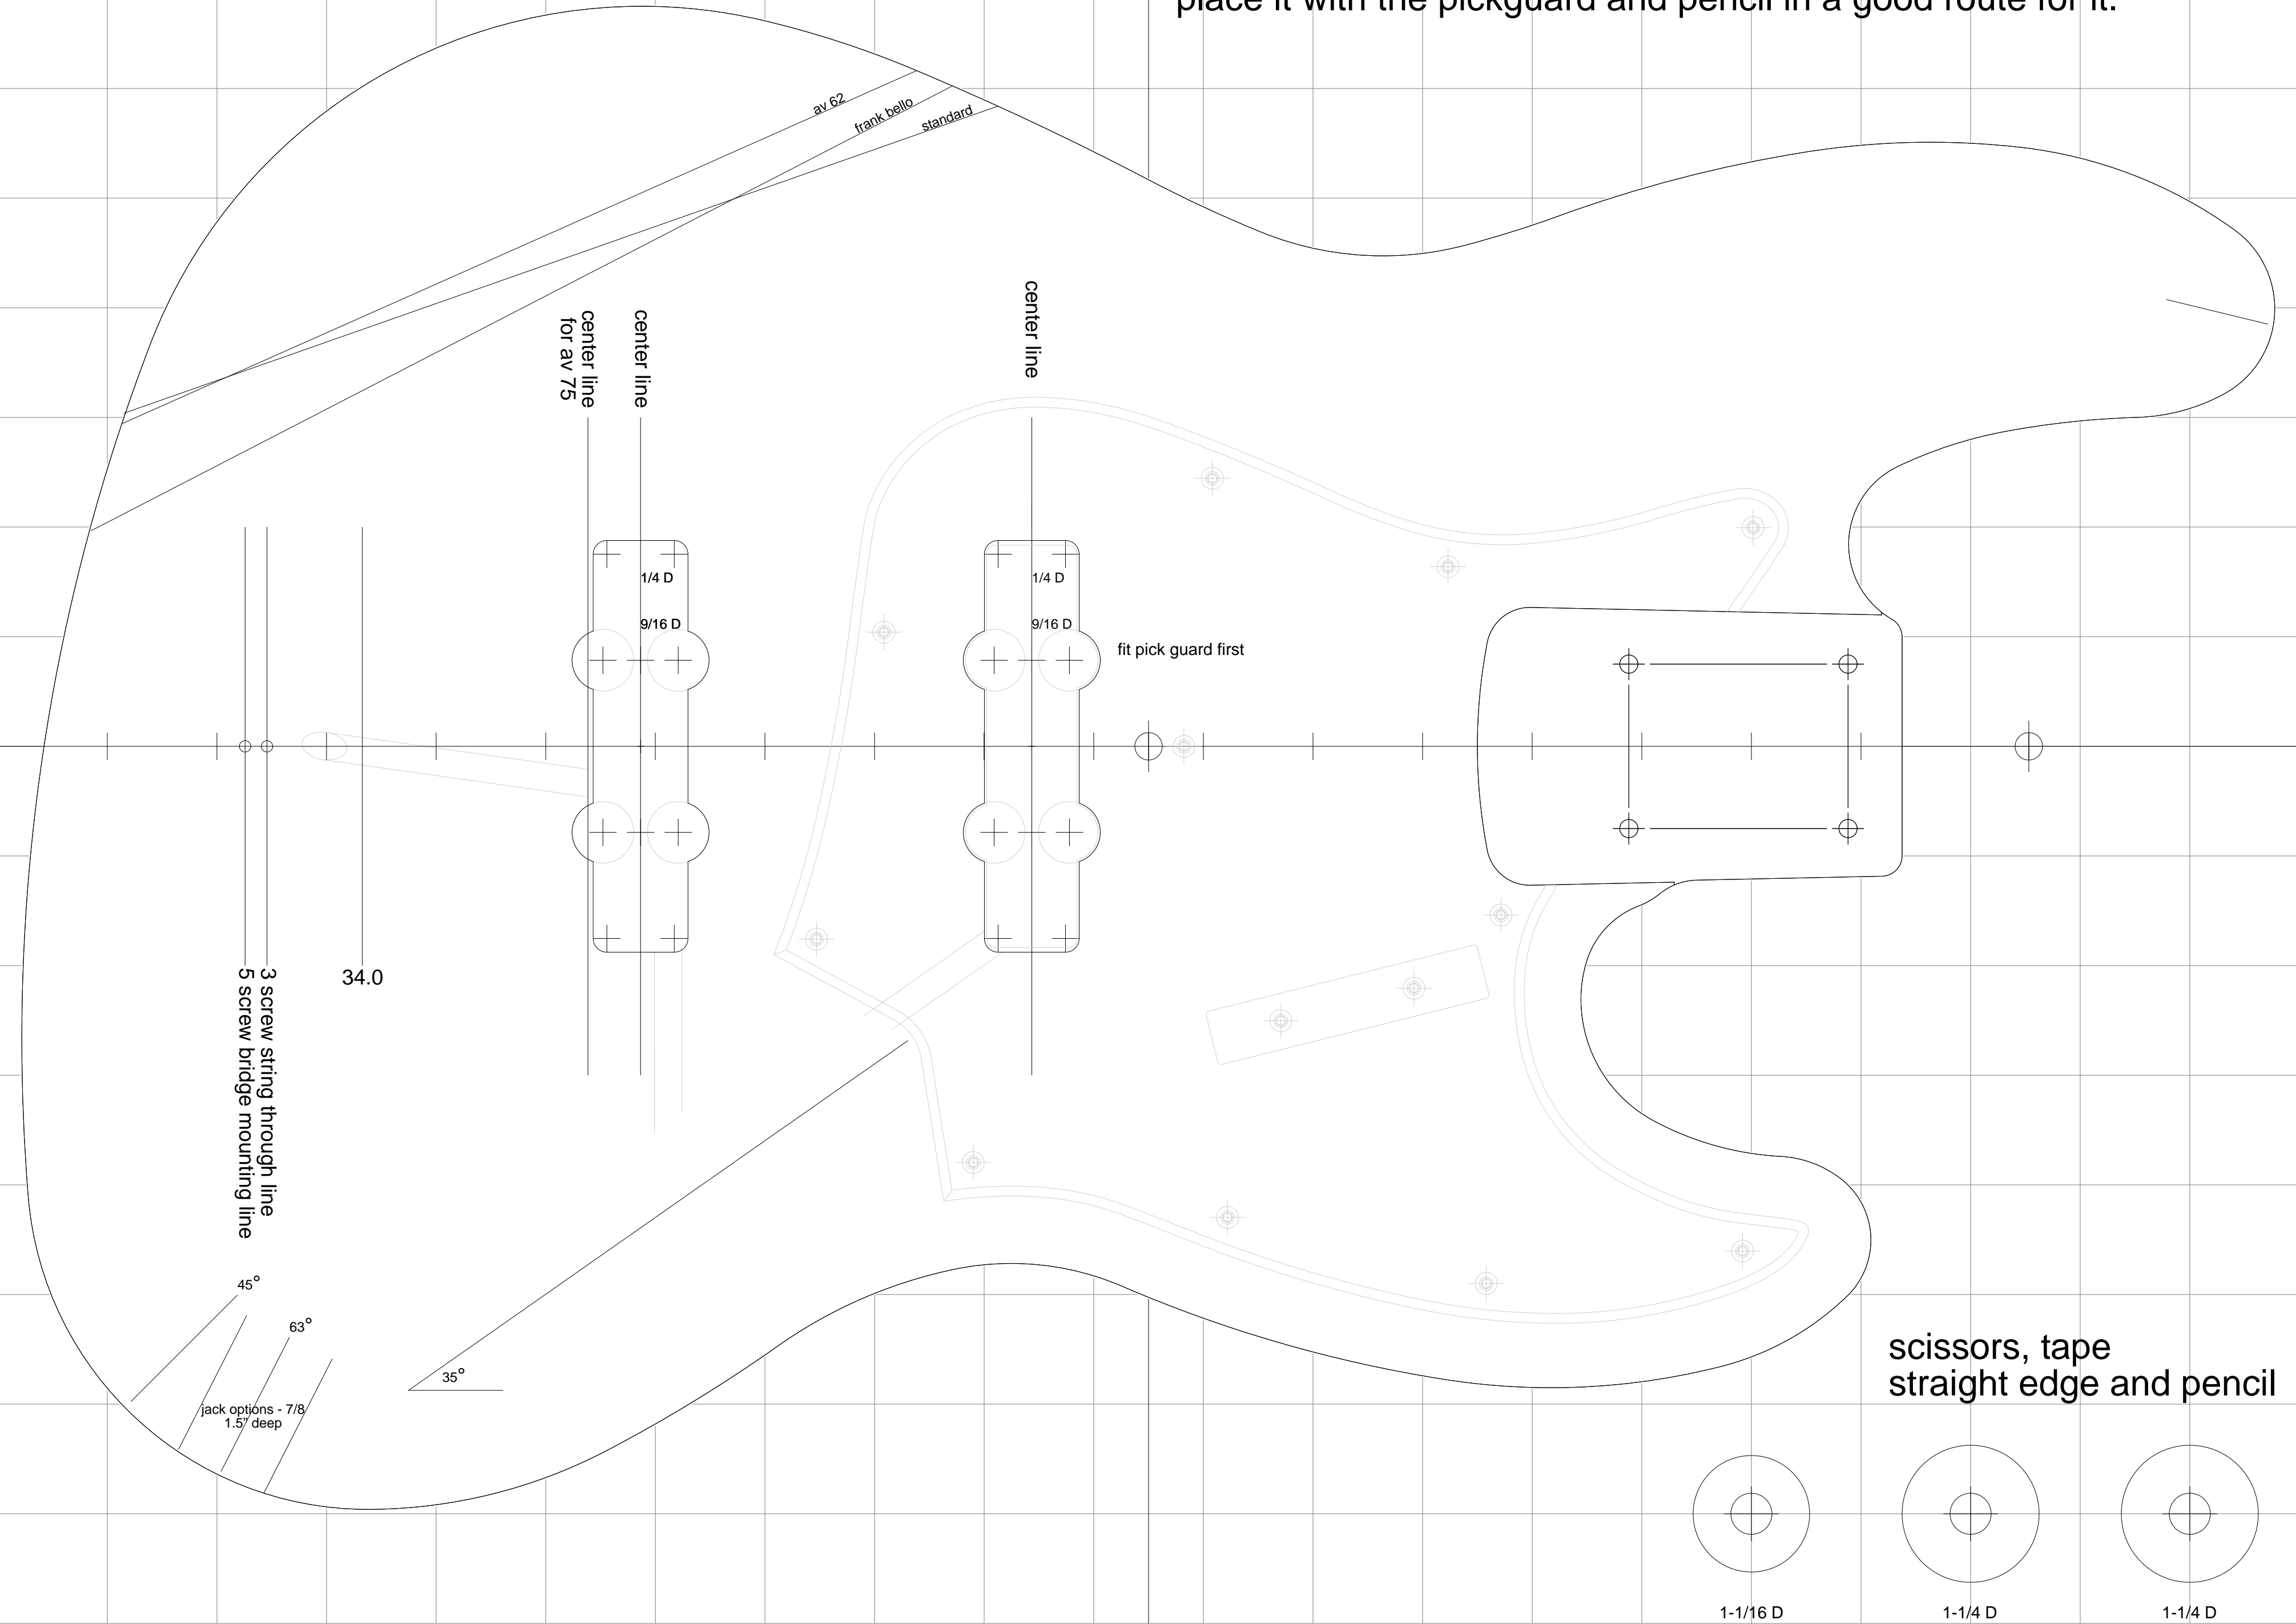 place it with the pickguard and pencil in a good route for it.
av 62
frank bello
standard
center line
for av 75
center line
center line
1/4 D
9/16 D
1/4 D
9/16 D
fit pick guard first
34.0
5 screw bridge mounting line
3 screw string through line
45°
63°
35°
jack options - 7/8
1.5" deep
scissors, tape
straight edge and pencil
1-1/16 D
1-1/4 D
1-1/4 D